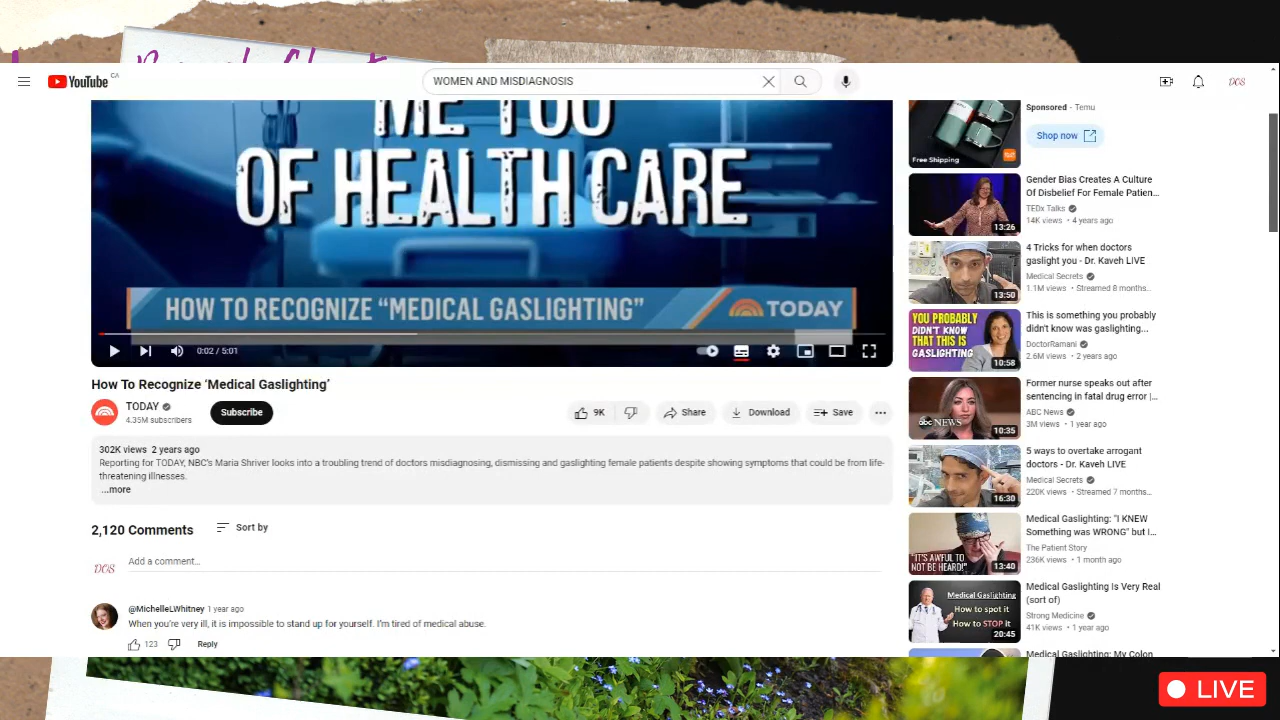 YouTube
CA
WOMEN AND MISDIAGNOSIS
DOS
ME TOO
OF HEALTH CARE
HOW TO RECOGNIZE “MEDICAL GASLIGHTING”
TODAY
0:02 / 5:01
How To Recognize ‘Medical Gaslighting’
TODAY
4.35M subscribers
Subscribe
9K
Share
Download
Save
302K views 2 years ago
Reporting for TODAY, NBC's Maria Shriver looks into a troubling trend of doctors misdiagnosing, dismissing and gaslighting female patients despite showing symptoms that could be from life-
threatening illnesses.
...more
2,120 Comments
Sort by
DOS
Add a comment...
@MichelleLWhitney 1 year ago
When you're very ill, it is impossible to stand up for yourself. I'm tired of medical abuse.
123
Reply
Free Shipping
Sponsored · Temu
Shop now
13:26
Gender Bias Creates A Culture
Of Disbelief For Female Patien...
TEDx Talks
14K views • 4 years ago
13:50
4 Tricks for when doctors
gaslight you - Dr. Kaveh LIVE
Medical Secrets
1.1M views • Streamed 8 months...
YOU PROBABLY
DIDN'T KNOW
THAT THIS IS
GASLIGHTING
10:58
This is something you probably
didn't know was gaslighting...
DoctorRamani
2.6M views • 2 years ago
abc NEWS
10:35
Former nurse speaks out after
sentencing in fatal drug error |...
ABC News
3M views • 1 year ago
16:30
5 ways to overtake arrogant
doctors - Dr. Kaveh LIVE
Medical Secrets
220K views • Streamed 7 months...
"IT'S AWFUL TO
NOT BE HEARD!"
13:40
Medical Gaslighting: "I KNEW
Something was WRONG" but I...
The Patient Story
236K views • 1 month ago
Medical Gaslighting
How to spot it
How to STOP it
20:45
Medical Gaslighting Is Very Real
(sort of)
Strong Medicine
41K views • 1 year ago
Medical Gaslighting: My Colon
LIVE